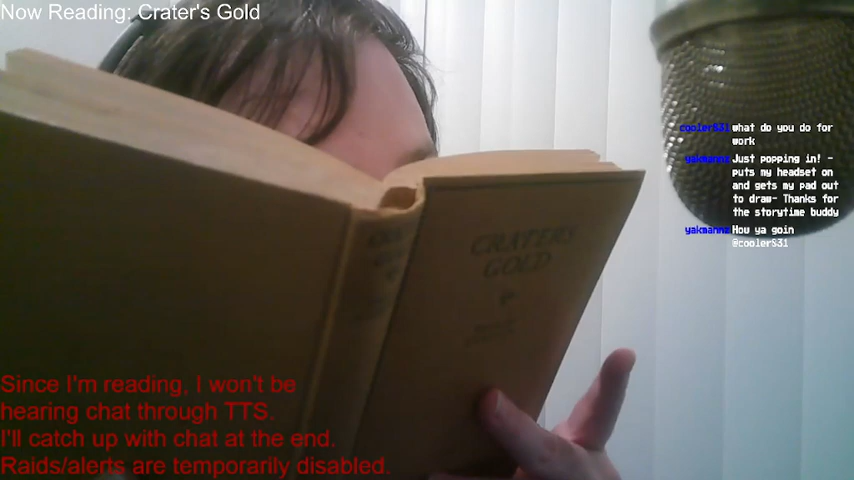 Now Reading: Crater's Gold
cooler531 what do you do for
work
yakmannz Just popping in! -
puts my headset on
and gets my pad out
to draw- Thanks for
the storytime buddy
yakmannz How ya goin
@cooler531
CRATER'S
GOLD
Since I'm reading, I won't be
hearing chat through TTS.
I'll catch up with chat at the end.
Raids/alerts are temporarily disabled.